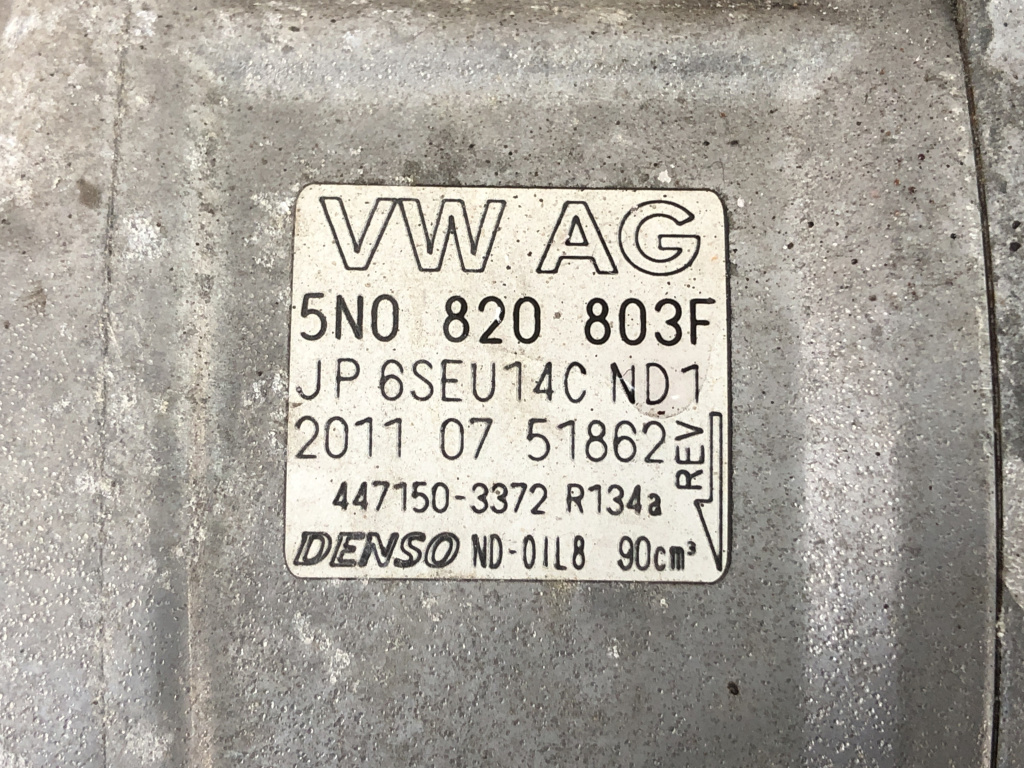 VW AG
5N0 820 803F
JP 6SEU14C ND1
2011 07 51862
REV
447150-3372 R134a
DENSO ND-OIL8 90cm³